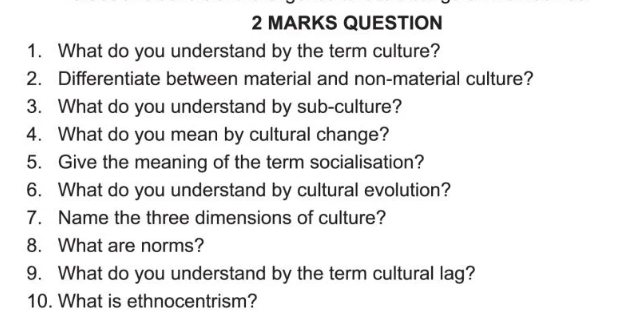 2 MARKS QUESTION
1. What do you understand by the term culture?
2. Differentiate between material and non-material culture?
3. What do you understand by sub-culture?
4. What do you mean by cultural change?
5. Give the meaning of the term socialisation?
6. What do you understand by cultural evolution?
7. Name the three dimensions of culture?
8. What are norms?
9. What do you understand by the term cultural lag?
10. What is ethnocentrism?